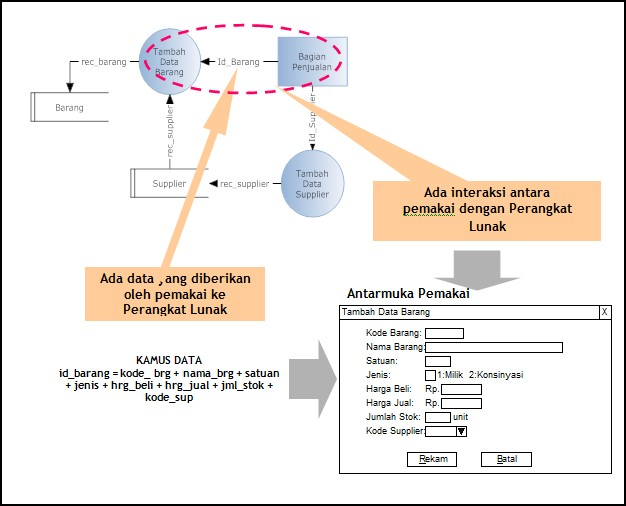 Tambah
Data
Barang
rec_barang
Id_Barang
Bagian
Penjualan
Barang
rec_supplier
Id_Supplier
Supplier
rec_supplier
Tambah
Data
Supplier
Ada interaksi antara
pemakai dengan Perangkat
Lunak
Ada data yang diberikan
oleh pemakai ke
Perangkat Lunak
Antarmuka Pemakai
Tambah Data Barang X
Kode Barang:
Nama Barang:
Satuan:
Jenis: 1:Milik 2:Konsinyasi
Harga Beli: Rp.
Harga Jual: Rp.
Jumlah Stok: unit
Kode Supplier:
Rekam Batal
KAMUS DATA
id_barang = kode_ brg + nama_brg + satuan
+ jenis + hrg_beli + hrg_jual + jml_stok +
kode_sup